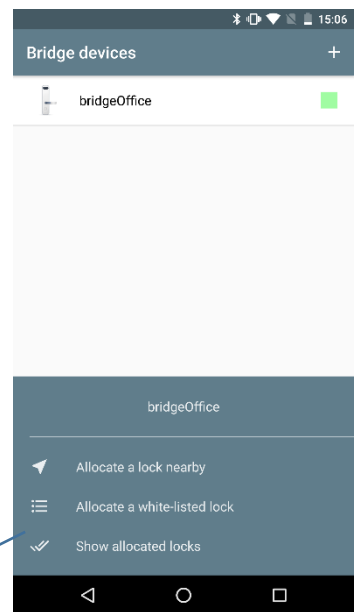 15:06
Bridge devices +
bridgeOffice
bridgeOffice
Allocate a lock nearby
Allocate a white-listed lock
Show allocated locks